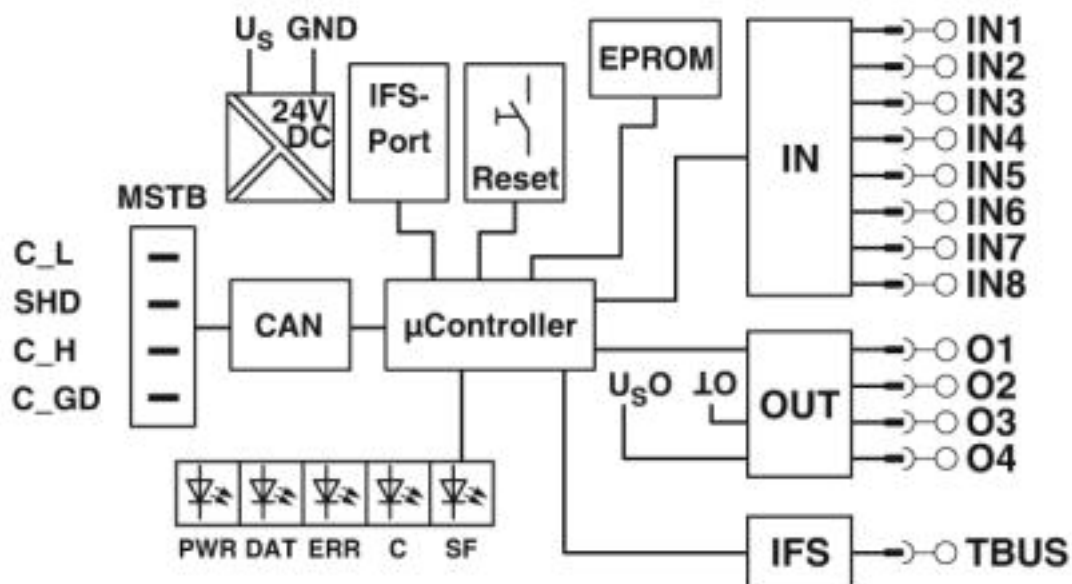 Us GND
24V
DC
IFS-
Port
Reset
EPROM
MSTB
C_L
SHD
C_H
C_GD
CAN
µController
IN
IN1
IN2
IN3
IN4
IN5
IN6
IN7
IN8
UsO
⊥O
OUT
O1
O2
O3
O4
PWR DAT ERR C SF
IFS
TBUS